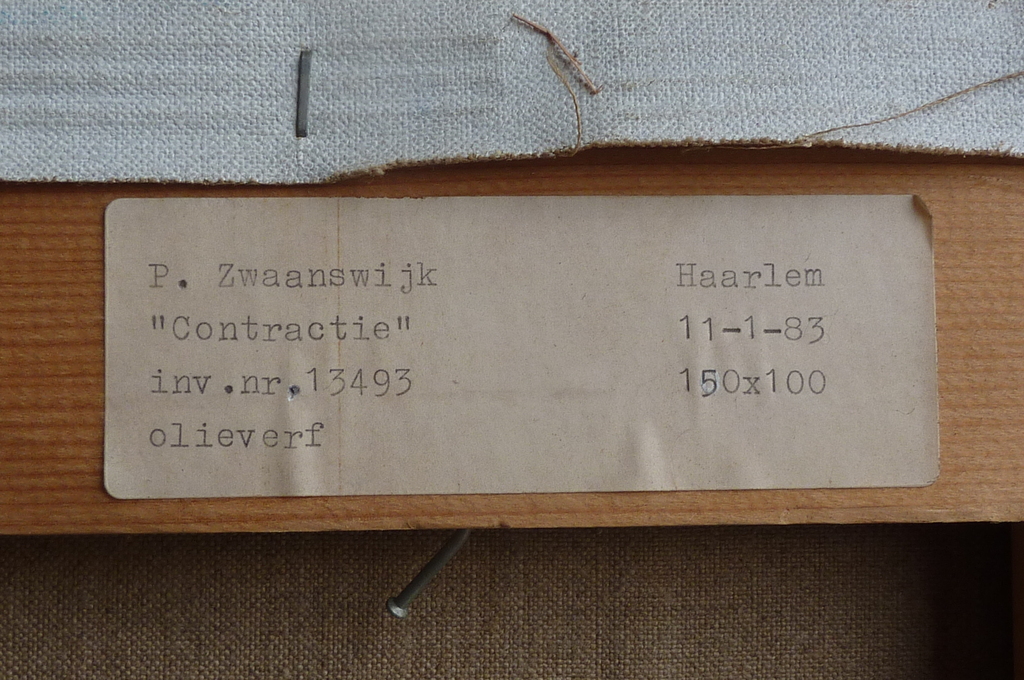 P. Zwaanswijk Haarlem
"Contractie" 11-1-83
inv.nr.13493 150x100
olieverf